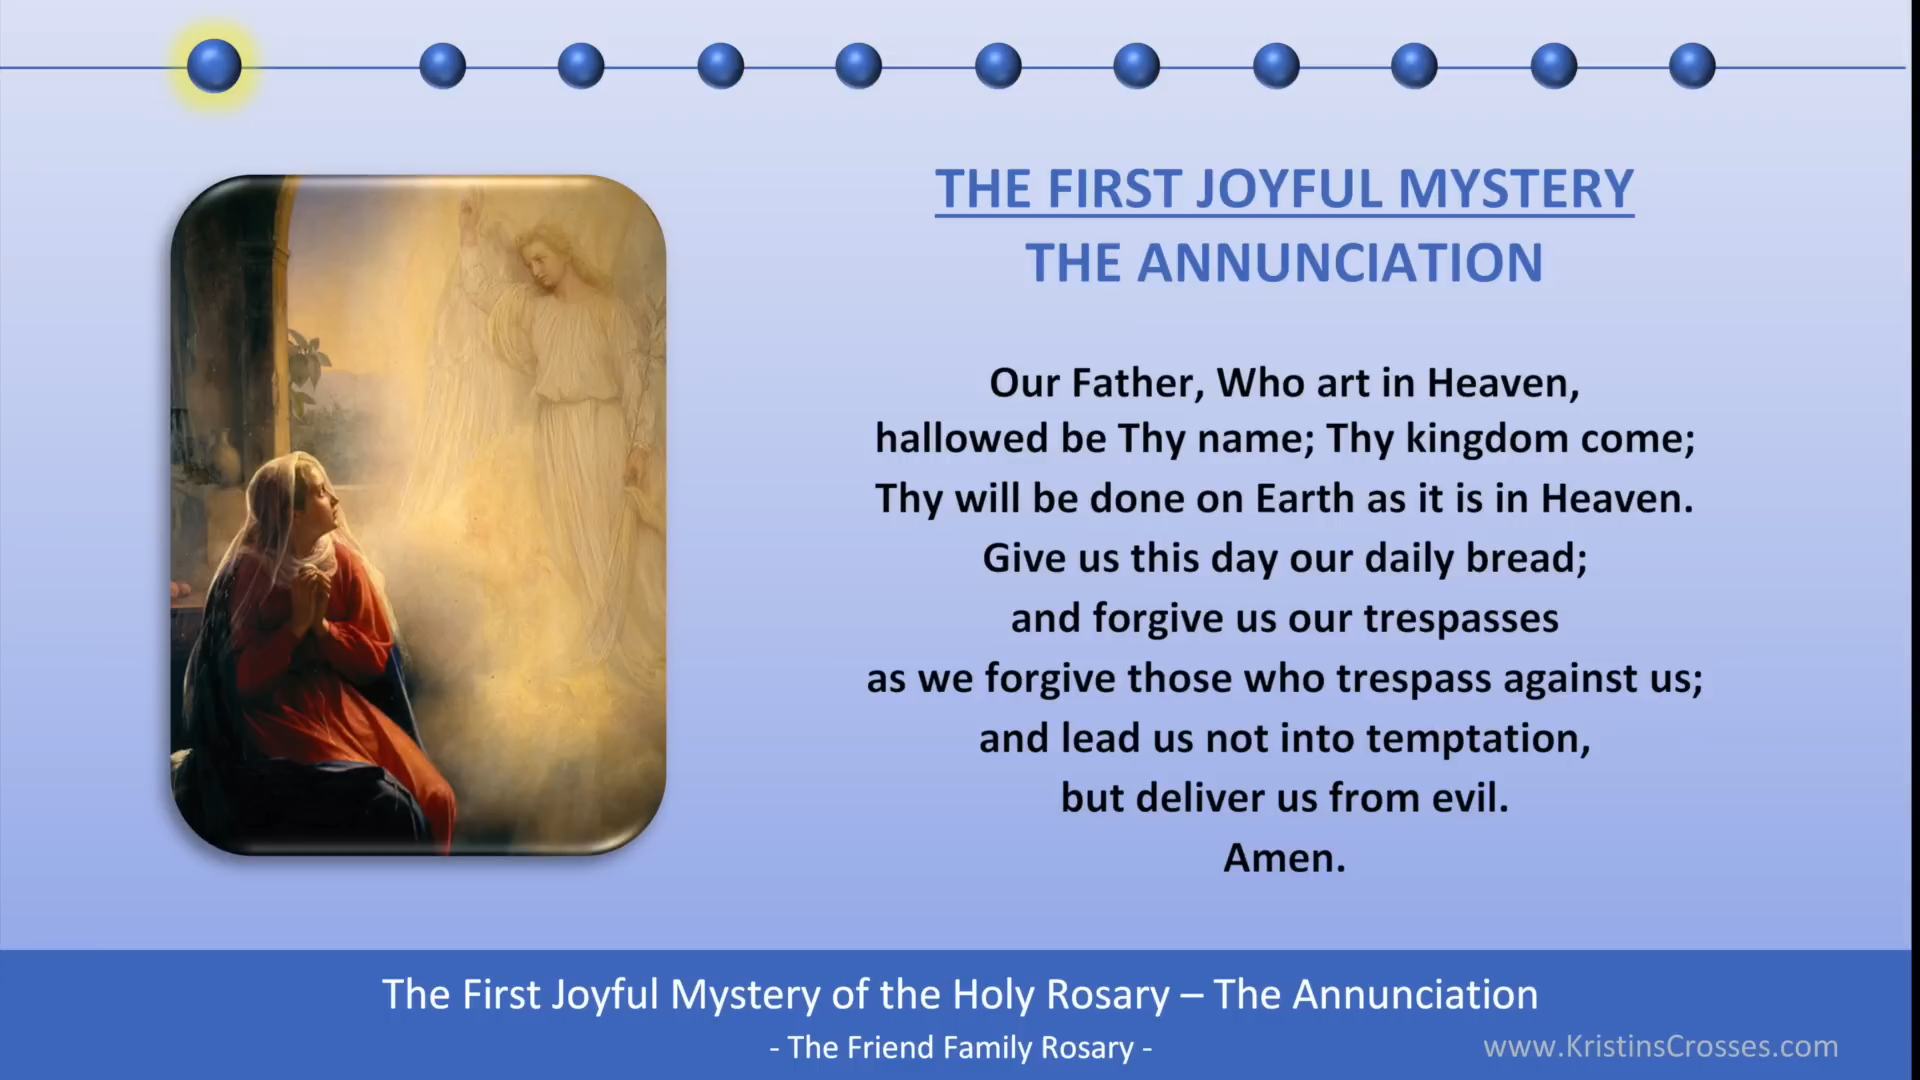 THE FIRST JOYFUL MYSTERY
THE ANNUNCIATION
Our Father, Who art in Heaven,
hallowed be Thy name; Thy kingdom come;
Thy will be done on Earth as it is in Heaven.
Give us this day our daily bread;
and forgive us our trespasses
as we forgive those who trespass against us;
and lead us not into temptation,
but deliver us from evil.
Amen.
The First Joyful Mystery of the Holy Rosary – The Annunciation
- The Friend Family Rosary -
www.KristinsCrosses.com